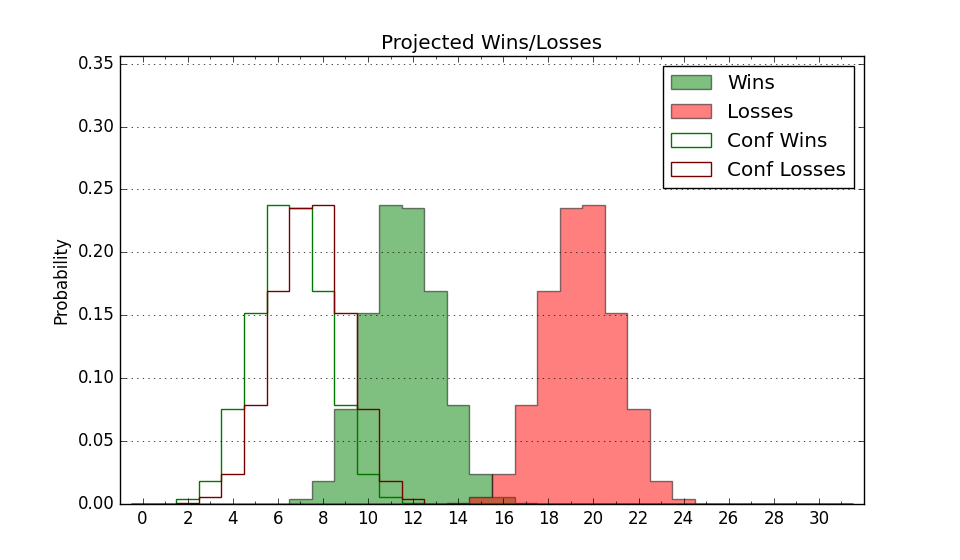 Projected Wins/Losses
0.35
0.30
0.25
0.20
0.15
0.10
0.05
0.00
Probability
Wins
Losses
Conf Wins
Conf Losses
0 2 4 6 8 10 12 14 16 18 20 22 24 26 28 30